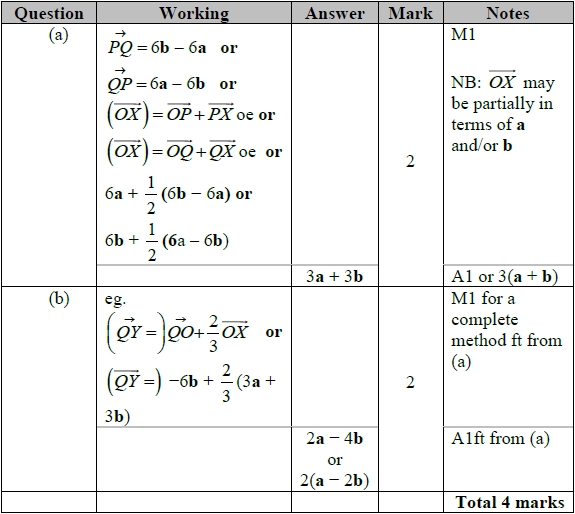 Question Working Answer Mark Notes
(a)
→
PQ = 6b – 6a or
→
QP = 6a – 6b or
(OX) = OP + PX oe or
(OX) = OQ + QX oe or
6a + 1/2 (6b – 6a) or
6b + 1/2 (6a – 6b)
2
M1
NB: OX may
be partially in
terms of a
and/or b
3a + 3b
A1 or 3(a + b)
(b)
eg.
(QY =) QO + 2/3 OX or
(QY =) –6b + 2/3 (3a +
3b)
2
M1 for a
complete
method ft from
(a)
2a – 4b
or
2(a – 2b)
A1ft from (a)
Total 4 marks